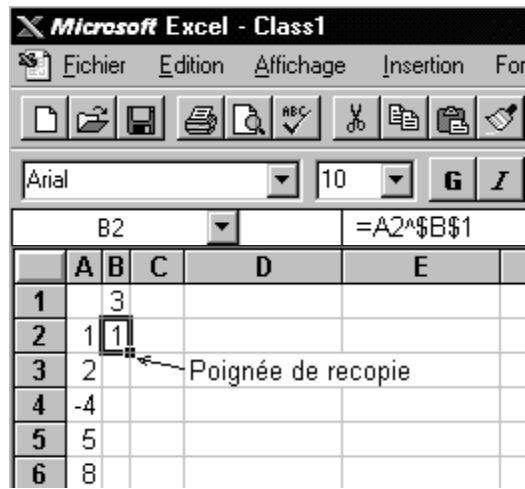 Microsoft Excel - Class1
Fichier Edition Affichage Insertion For
ABC
Arial 10 G I
B2 =A2^$B$1
A B C D E
1 3
2 1 1
3 2 Poignée de recopie
4 -4
5 5
6 8